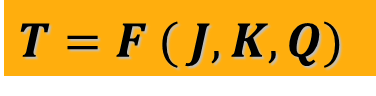 T = F ( J, K, Q)